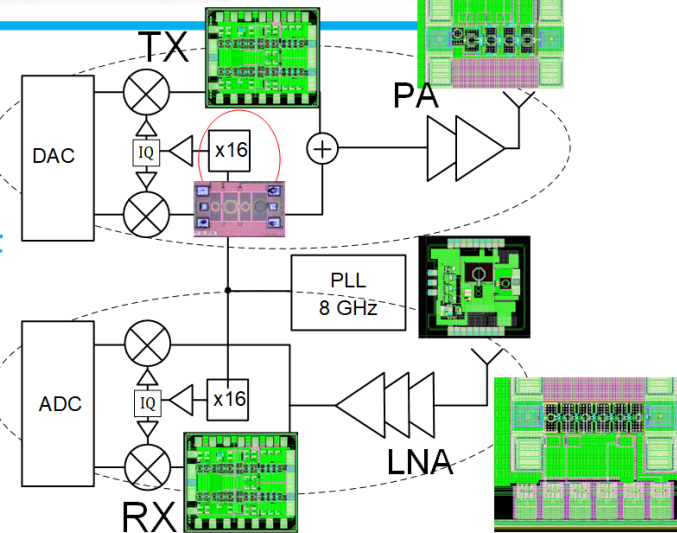 TX
PA
DAC
IQ
x16
PLL
8 GHz
ADC
IQ
x16
LNA
RX